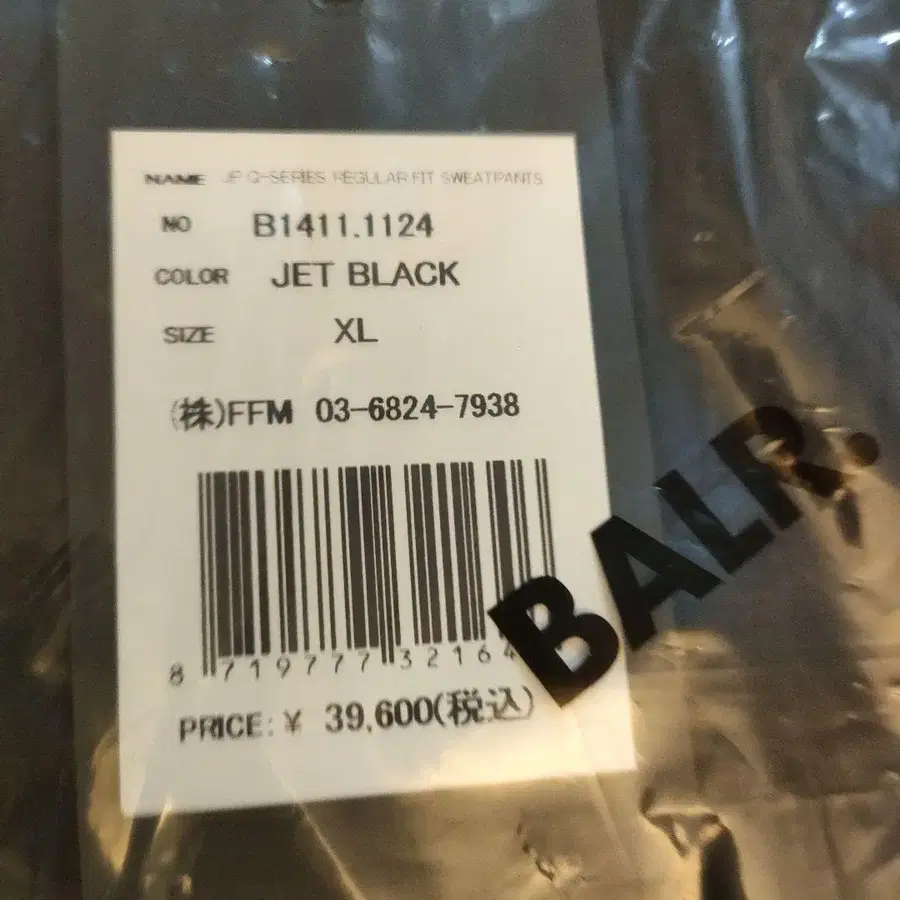 NAME JP Q-SERIES REGULAR FIT SWEATPANTS
NO B1411.1124
COLOR JET BLACK
SIZE XL
(株)FFM 03-6824-7938
8 719777 32164
PRICE:¥ 39,600(税込)
BALR.